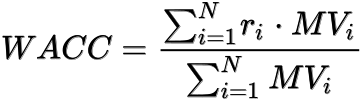 $WACC = \frac{\sum_{i=1}^{N} r_i \cdot MV_i}{\sum_{i=1}^{N} MV_i}$